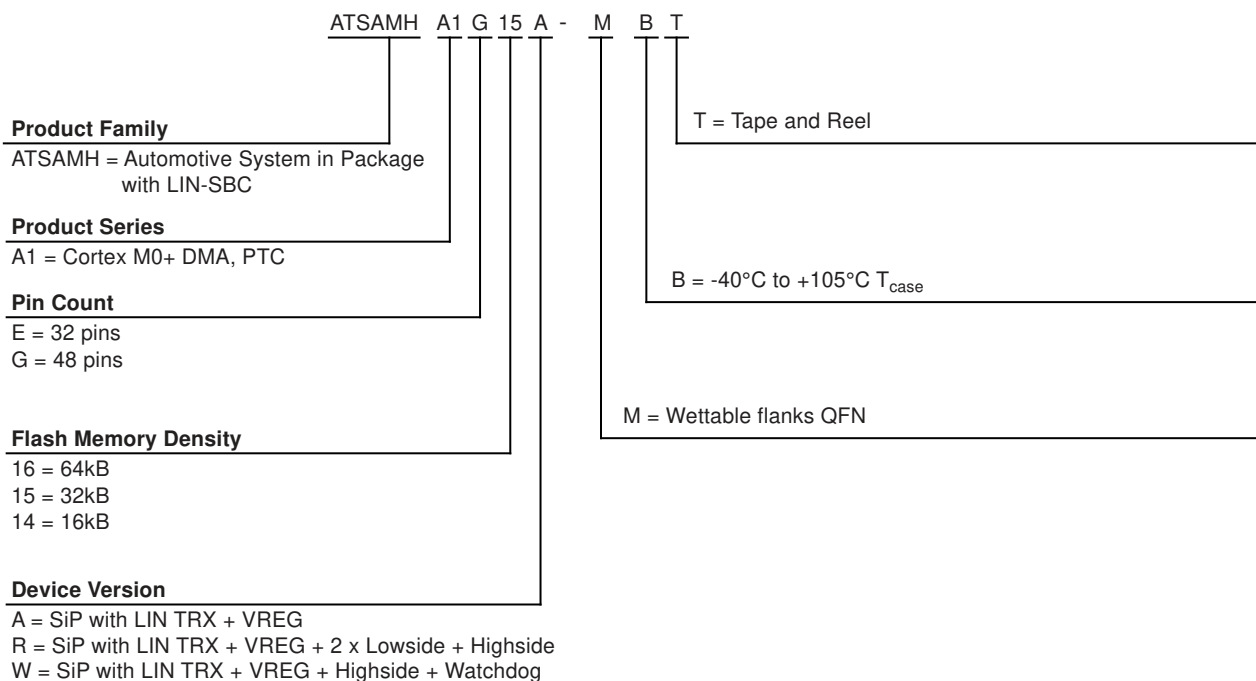 ATSAMH A1 G 15 A - M B T
Product Family
ATSAMH = Automotive System in Package
with LIN-SBC
Product Series
A1 = Cortex M0+ DMA, PTC
Pin Count
E = 32 pins
G = 48 pins
Flash Memory Density
16 = 64kB
15 = 32kB
14 = 16kB
Device Version
A = SiP with LIN TRX + VREG
R = SiP with LIN TRX + VREG + 2 x Lowside + Highside
W = SiP with LIN TRX + VREG + Highside + Watchdog
T = Tape and Reel
B = -40°C to +105°C Tcase
M = Wettable flanks QFN